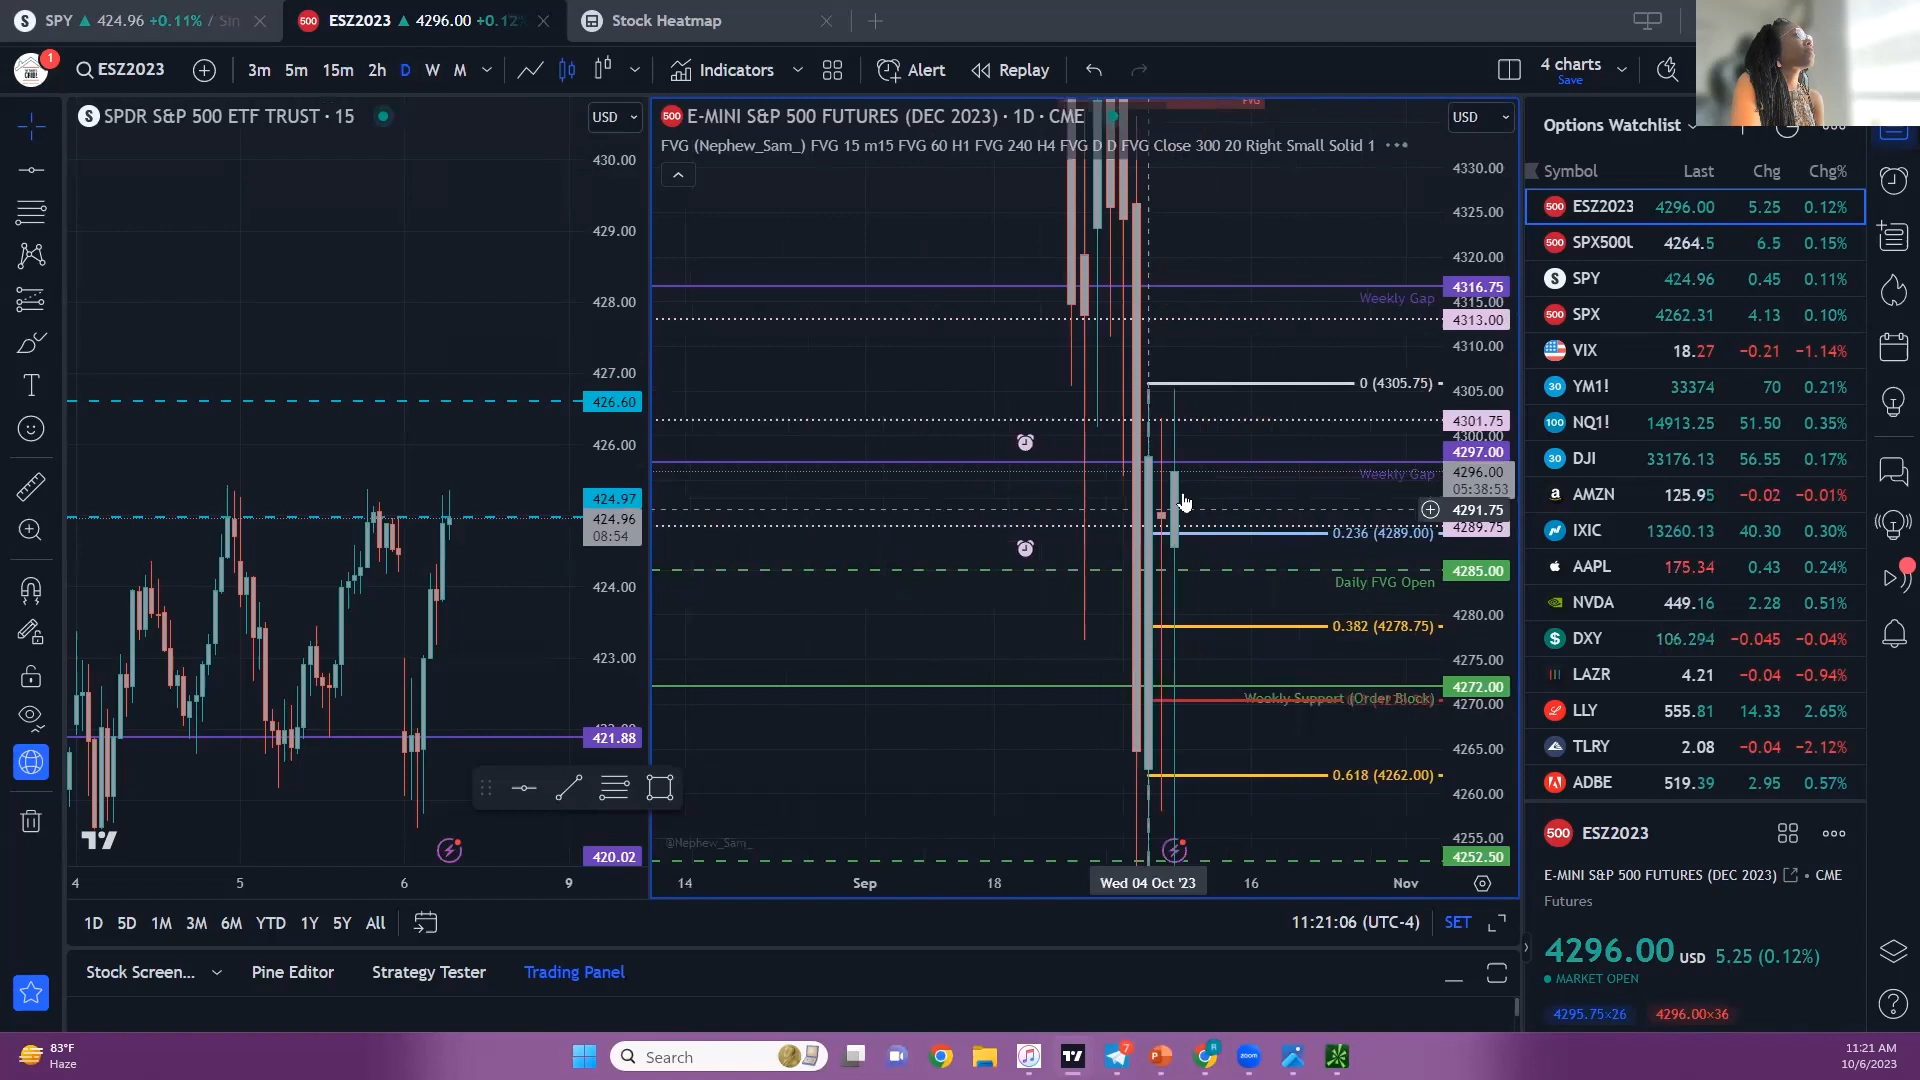 SPY ▲ 424.96 +0.11% / Sin
500 ESZ2023 ▲ 4296.00 +0.12
Stock Heatmap
1 ESZ2023 3m 5m 15m 2h D W M Indicators Alert Replay 4 charts
Save
S SPDR S&P 500 ETF TRUST · 15 USD
430.00
429.00
428.00
427.00
426.60
426.00
424.97
424.96
08:54
424.00
423.00
421.88
420.02
4 5 6 9
500 E-MINI S&P 500 FUTURES (DEC 2023) · 1D · CME USD
FVG
FVG (Nephew_Sam_) FVG 15 m15 FVG 60 H1 FVG 240 H4 FVG D D FVG Close 300 20 Right Small Solid 1
4330.00
4325.00
4320.00
4316.75
Weekly Gap
4315.00
4313.00
4310.00
0 (4305.75)
4305.00
4301.75
4300.00
4297.00
Weekly Gap
4296.00
05:38:53
4291.75
4289.75
0.236 (4289.00)
4285.00
Daily FVG Open
4280.00
0.382 (4278.75)
4275.00
4272.00
Weekly Support (Order Block)
4270.00
4265.00
0.618 (4262.00)
4260.00
4255.00
4252.50
@Nephew_Sam_
14 Sep 18 Wed 04 Oct '23 16 Nov
1D 5D 1M 3M 6M YTD 1Y 5Y All
11:21:06 (UTC-4) SET
Stock Screen... Pine Editor Strategy Tester Trading Panel
Options Watchlist
Symbol Last Chg Chg%
500 ESZ2023 4296.00 5.25 0.12%
500 SPX500U 4264.5 6.5 0.15%
S SPY 424.96 0.45 0.11%
500 SPX 4262.31 4.13 0.10%
VIX 18.27 −0.21 −1.14%
30 YM1! 33374 70 0.21%
100 NQ1! 14913.25 51.50 0.35%
30 DJI 33176.13 56.55 0.17%
a AMZN 125.95 −0.02 −0.01%
IXIC 13260.13 40.30 0.30%
AAPL 175.34 0.43 0.24%
NVDA 449.16 2.28 0.51%
$ DXY 106.294 −0.045 −0.04%
LAZR 4.21 −0.04 −0.94%
LLY 555.81 14.33 2.65%
TLRY 2.08 −0.04 −2.12%
ADBE 519.39 2.95 0.57%
500 ESZ2023
E-MINI S&P 500 FUTURES (DEC 2023) • CME
Futures
4296.00 USD 5.25 (0.12%)
MARKET OPEN
4295.75×26 4296.00×36
83°F
Haze
Search
7
zoom
11:21 AM
10/6/2023